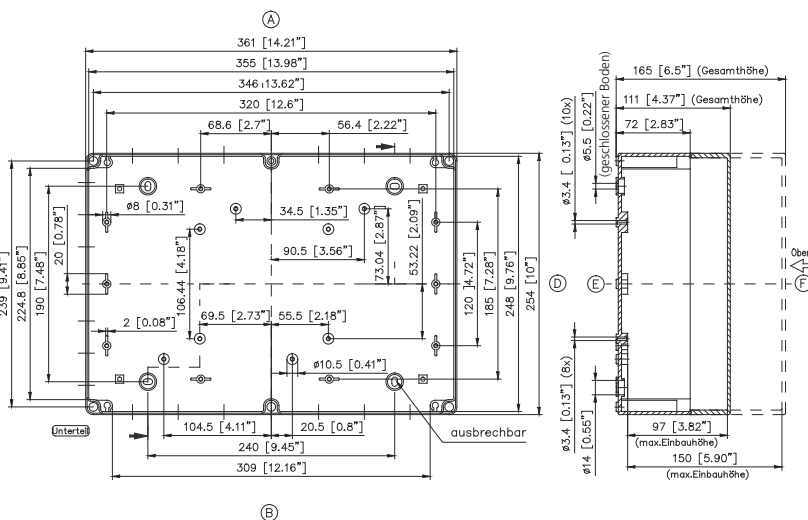 A
361 [14.21"]
355 [13.98"]
346 [13.62"]
320 [12.6"]
68.6 [2.7"]
56.4 [2.22"]
ø8 [0.31"]
34.5 [1.35"]
90.5 [3.56"]
73.04 [2.87"]
53.22 [2.09"]
20 [0.78"]
239 [9.41"]
224.8 [8.85"]
190 [7.48"]
106.44 [4.18"]
120 [4.72"]
185 [7.28"]
248 [9.76"]
254 [10"]
2 [0.08"]
69.5 [2.73"]
55.5 [2.18"]
ø10.5 [0.41"]
Unterteil
104.5 [4.11"]
20.5 [0.8"]
ausbrechbar
240 [9.45"]
309 [12.16"]
B
165 [6.5"] (Gesamthöhe)
111 [4.37"] (Gesamthöhe)
72 [2.83"]
ø3.4 [ 0.13"] (10x)
ø5.5 [0.22"]
(geschlossener Boden)
D
E
F
Ober
ø3.4 [0.13"] (8x)
ø14 [0.55"]
97 [3.82"]
(max.Einbauhöhe)
150 [5.90"]
(max.Einbauhöhe)